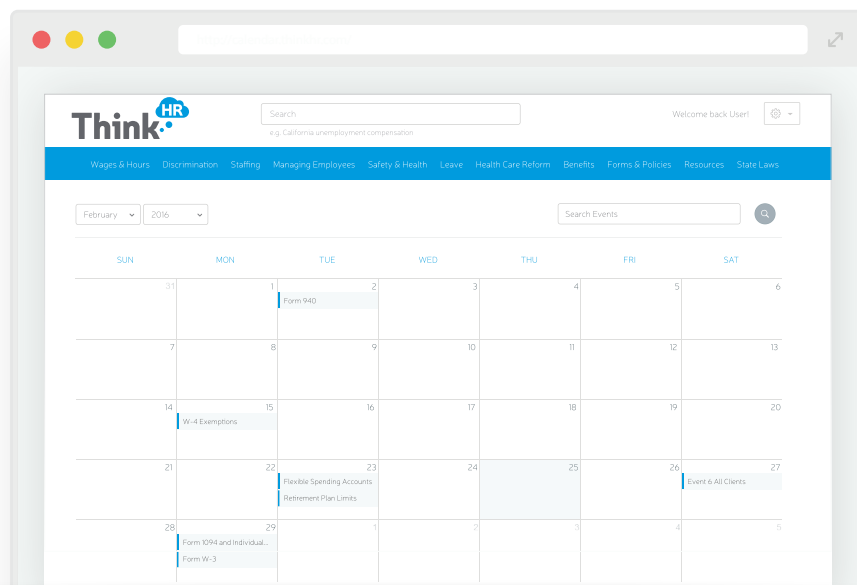 Think HR
Search
e.g. California unemployment compensation
Welcome back User!
Wages & Hours Discrimination Staffing Managing Employees Safety & Health Leave Health Care Reform Benefits Forms & Policies Resources State Laws
February 2016
Search Events
SUN MON TUE WED THU FRI SAT
31 1 2 3 4 5 6
Form 940
7 8 9 10 11 12 13
14 15 16 17 18 19 20
W-4 Exemptions
21 22 23 24 25 26 27
Flexible Spending Accounts Event 6 All Clients
Retirement Plan Limits
28 29 1 2 3 4 5
Form 1094 and Individual...
Form W-3